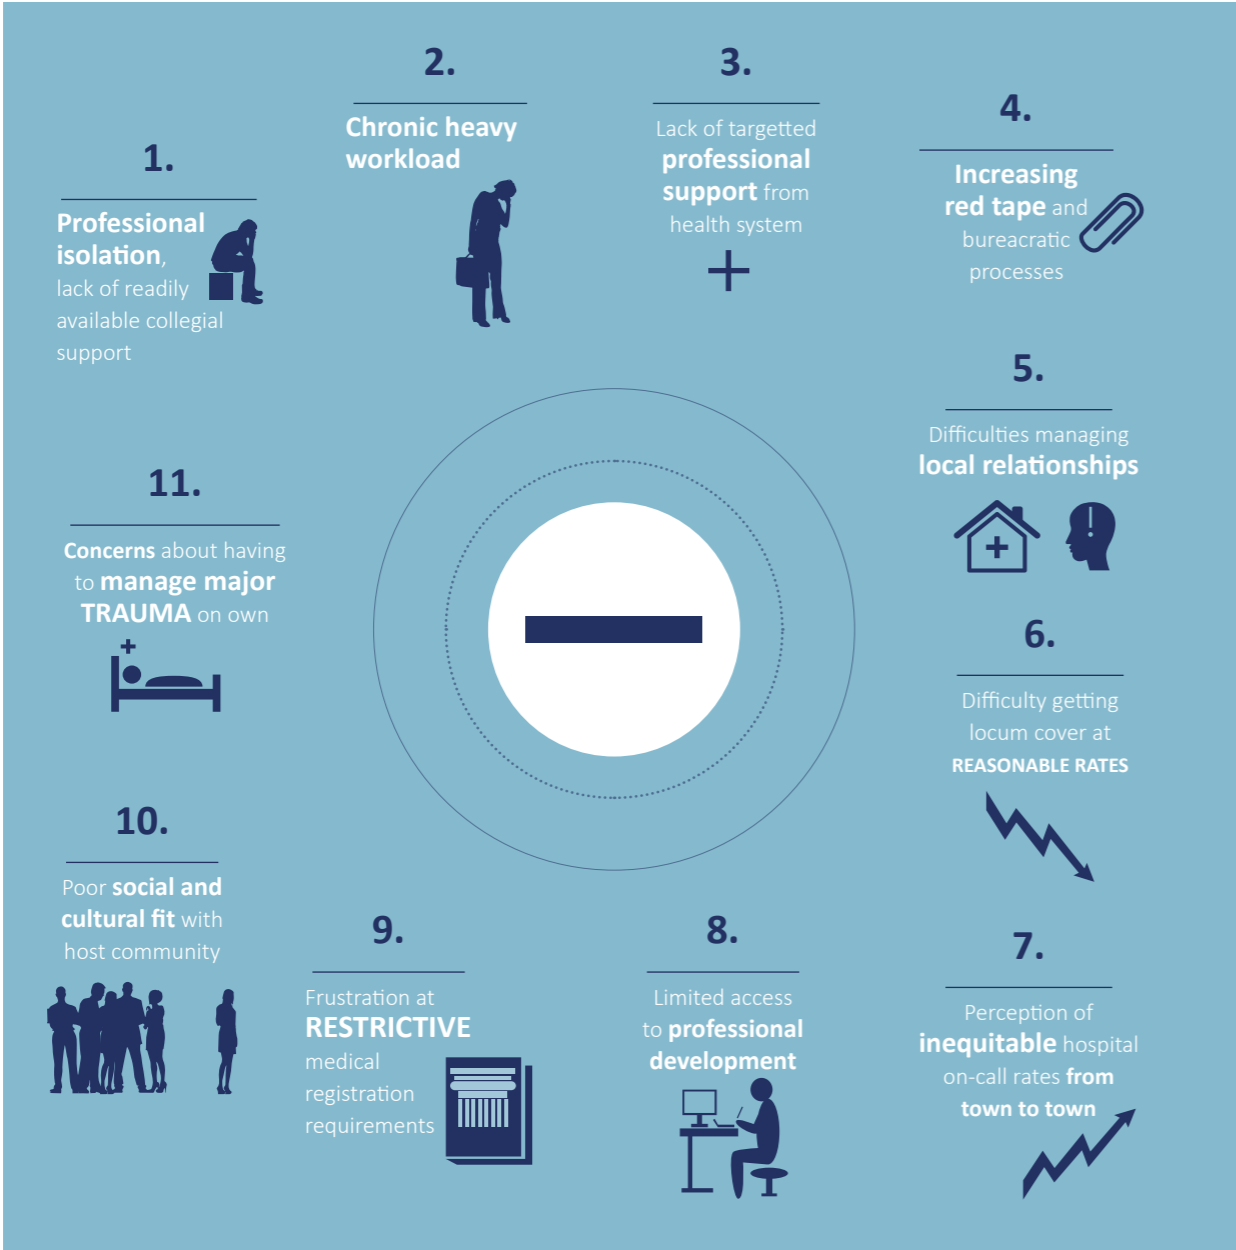 1.
Professional
isolation,
lack of readily
available collegial
support
2.
Chronic heavy
workload
3.
Lack of targetted
professional
support from
health system
4.
Increasing
red tape and
bureacratic
processes
5.
Difficulties managing
local relationships
6.
Difficulty getting
locum cover at
REASONABLE RATES
7.
Perception of
inequitable hospital
on-call rates from
town to town
8.
Limited access
to professional
development
9.
Frustration at
RESTRICTIVE
medical
registration
requirements
10.
Poor social and
cultural fit with
host community
11.
Concerns about having
to manage major
TRAUMA on own